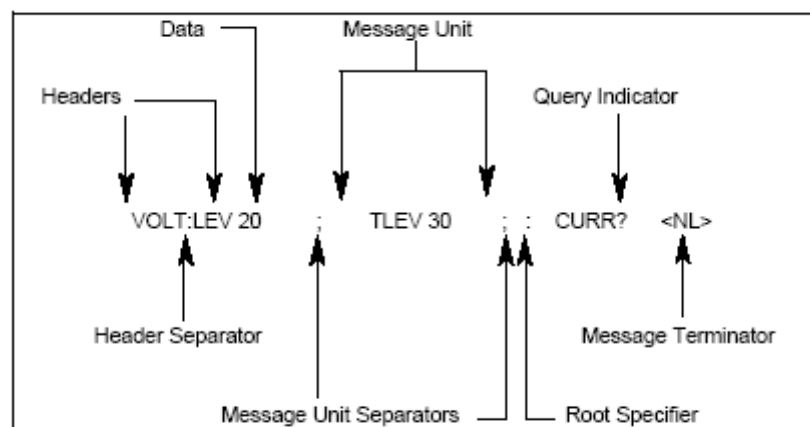 Data Message Unit
Headers Query Indicator
VOLT:LEV 20 ; TLEV 30 ; : CURR? <NL>
Header Separator Message Terminator
Message Unit Separators Root Specifier